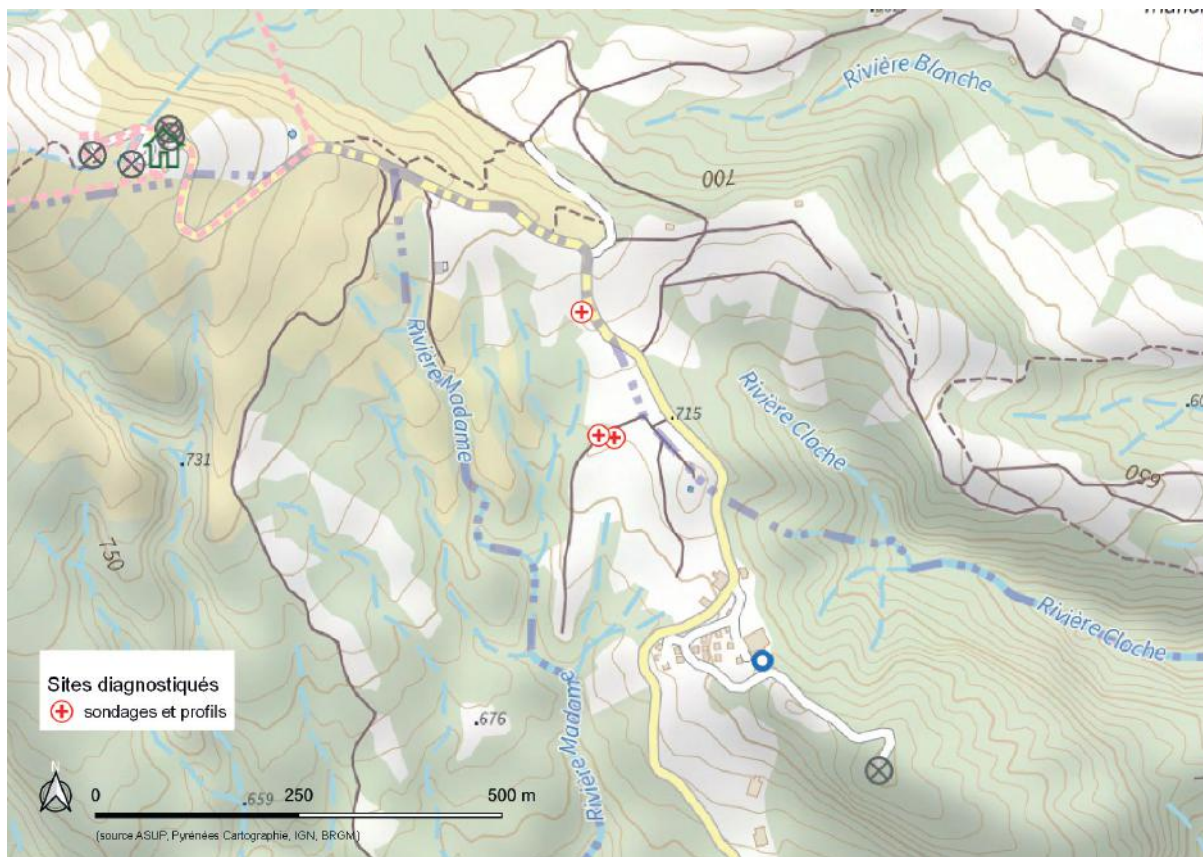 Rivière Blanche
700
Rivière Madame
Rivière Cloche
.715
.731
650
750
Rivière Cloche
Sites diagnostiqués
sondages et profils
.676
Rivière Madame
N
0 250 500 m
.659
(source ASUP, Pyrénées Cartographie, IGN, BRGM)